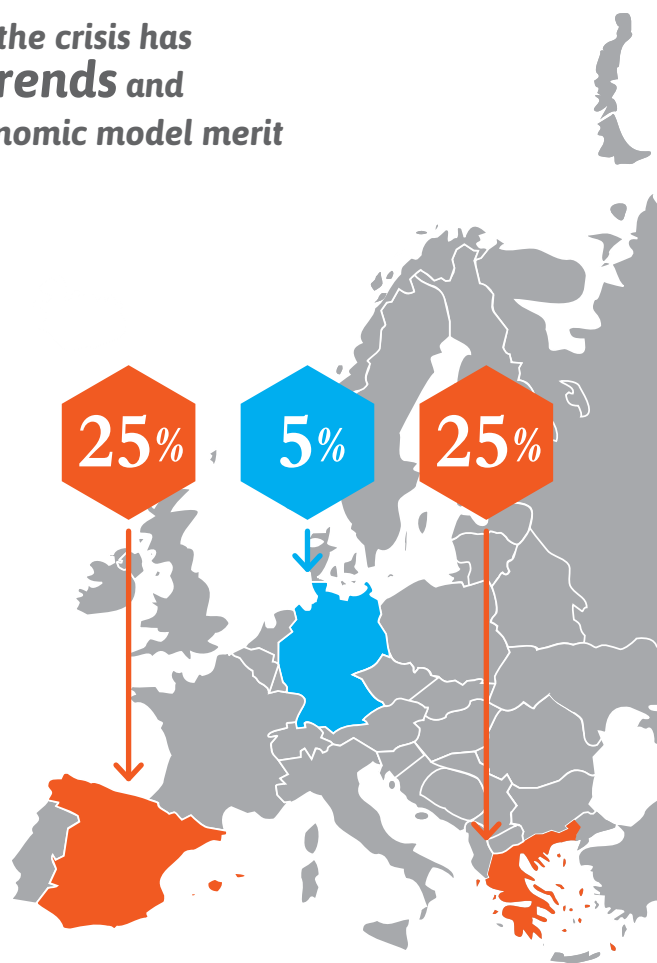 the crisis has
rends and
nomic model merit
25% 5% 25%